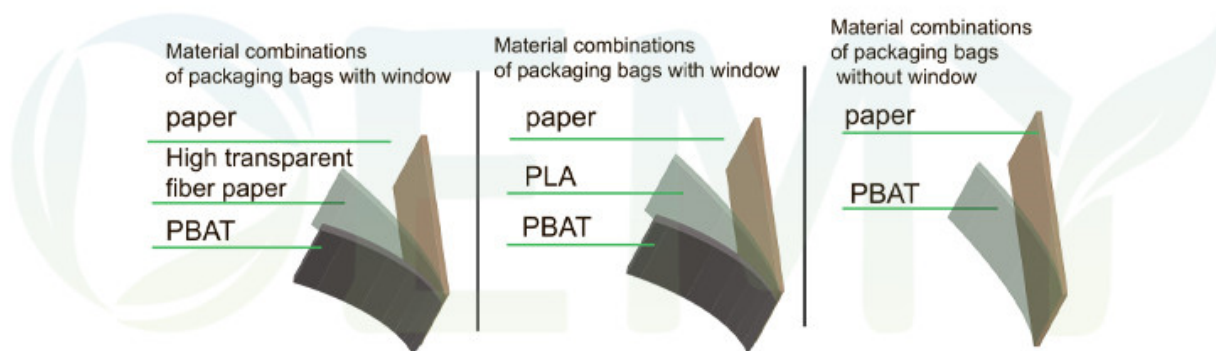 Material combinations
of packaging bags with window
paper
High transparent
fiber paper
PBAT
Material combinations
of packaging bags with window
paper
PLA
PBAT
Material combinations
of packaging bags
without window
paper
PBAT
OEMY